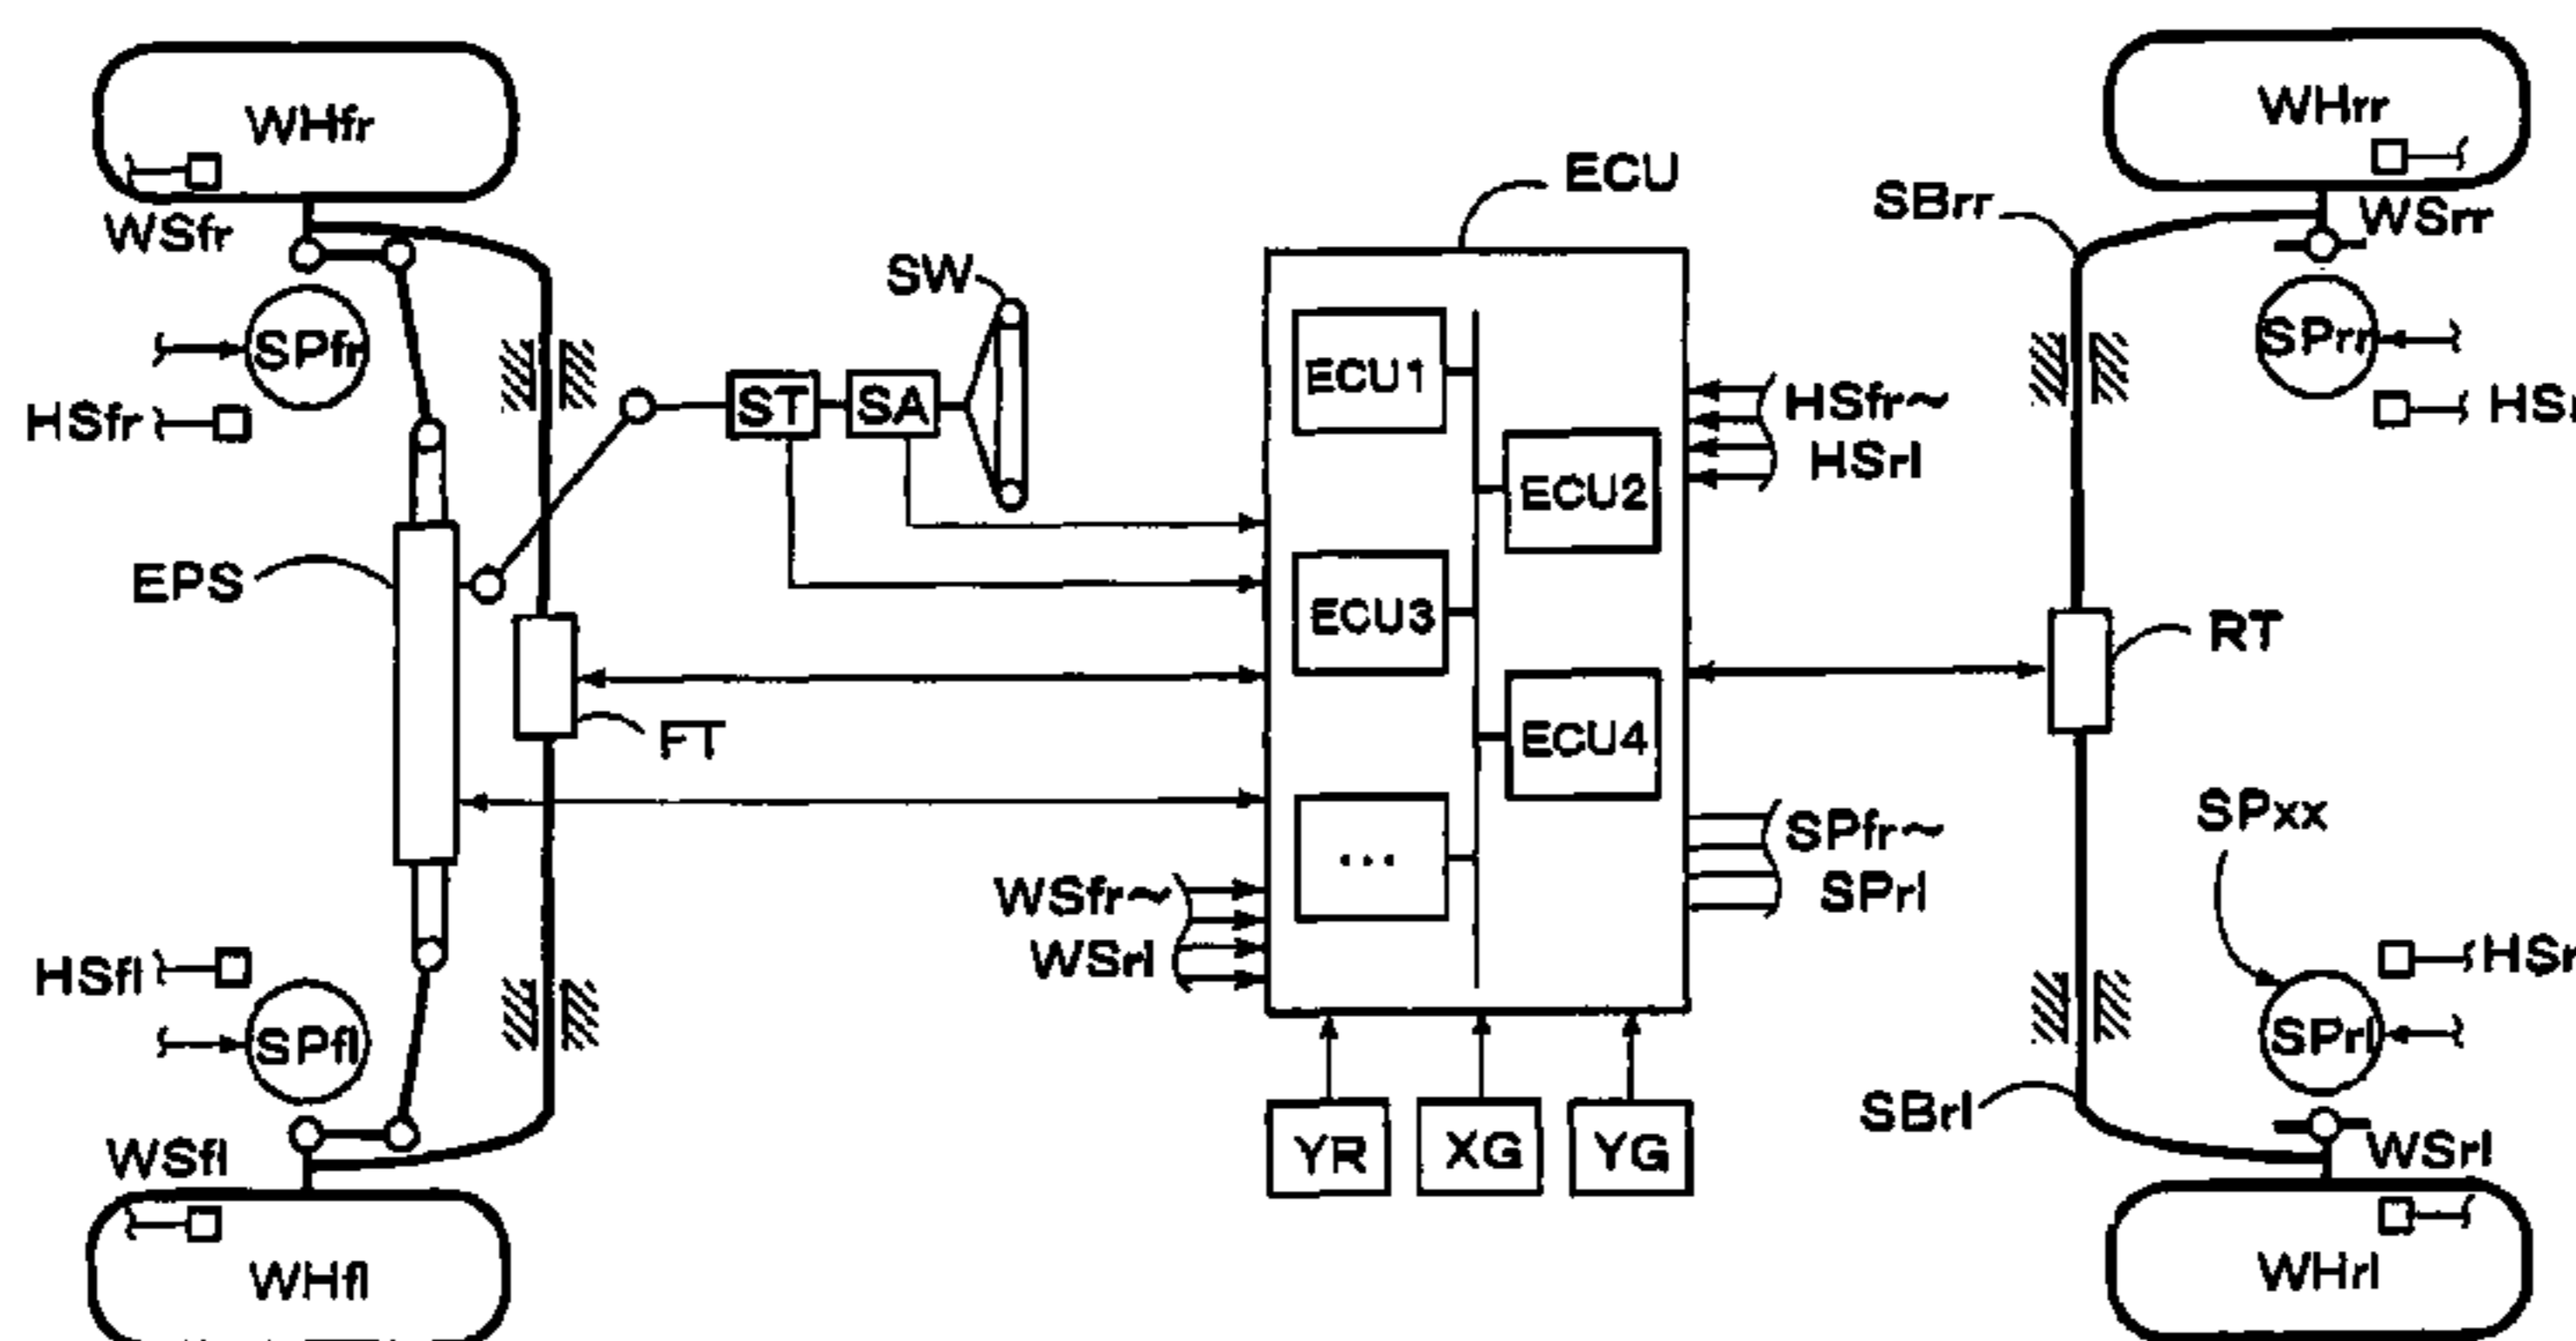 WHfr
WHrr
ECU
WSfr
SBrr
WSrr
SW
SPfr
SPrr
ECU1
HSfr
ST
SA
HSfr~
HSrl
ECU2
EPS
ECU3
RT
FT
ECU4
SPxx
SPfr~
SPrl
...
WSfr~
WSrl
HSfl
SPfl
SPrl
SBrl
YR
XG
YG
WSfl
WSrl
WHfl
WHrl